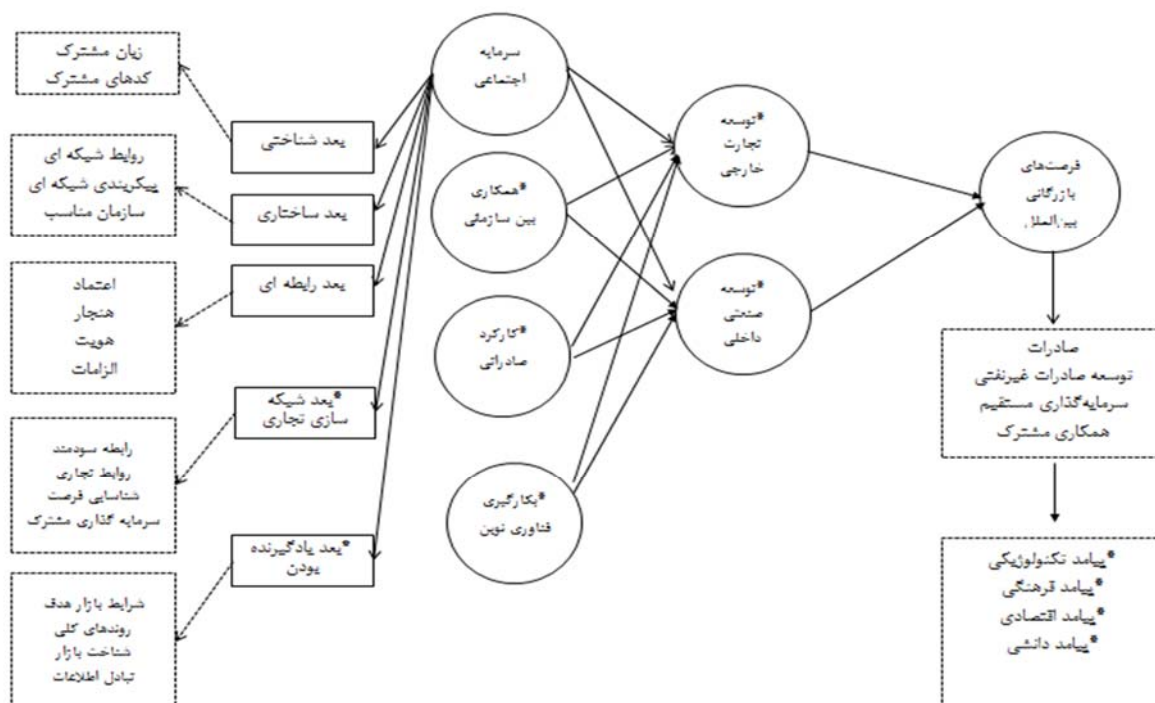 زبان مشترک
کدهای مشترک
روابط شبکه ای
پیکربندی شبکه ای
سازمان مناسب
اعتماد
هنجار
هویت
الزامات
رابطه سودمند
روابط تجاری
شناسایی فرصت
سرمایه گذاری مشترک
شرایط بازار هدف
روندهای کلی
شناخت بازار
تبادل اطلاعات
بعد شناختی
بعد ساختاری
بعد رابطه ای
*بعد شبکه
سازی تجاری
*بعد یادگیرنده
بودن
سرمایه
اجتماعی
*همکاری
بین سازمانی
*کارکرد
صادراتی
*بکارگیری
فناوری نوین
*توسعه
تجارت
خارجی
*توسعه
صنعتی
داخلی
فرصت‌های
بازرگانی
بین‌الملل
صادرات
توسعه صادرات غیرنفتی
سرمایه‌گذاری مستقیم
همکاری مشترک
*پیامد تکنولوژیکی
*پیامد فرهنگی
*پیامد اقتصادی
*پیامد دانشی